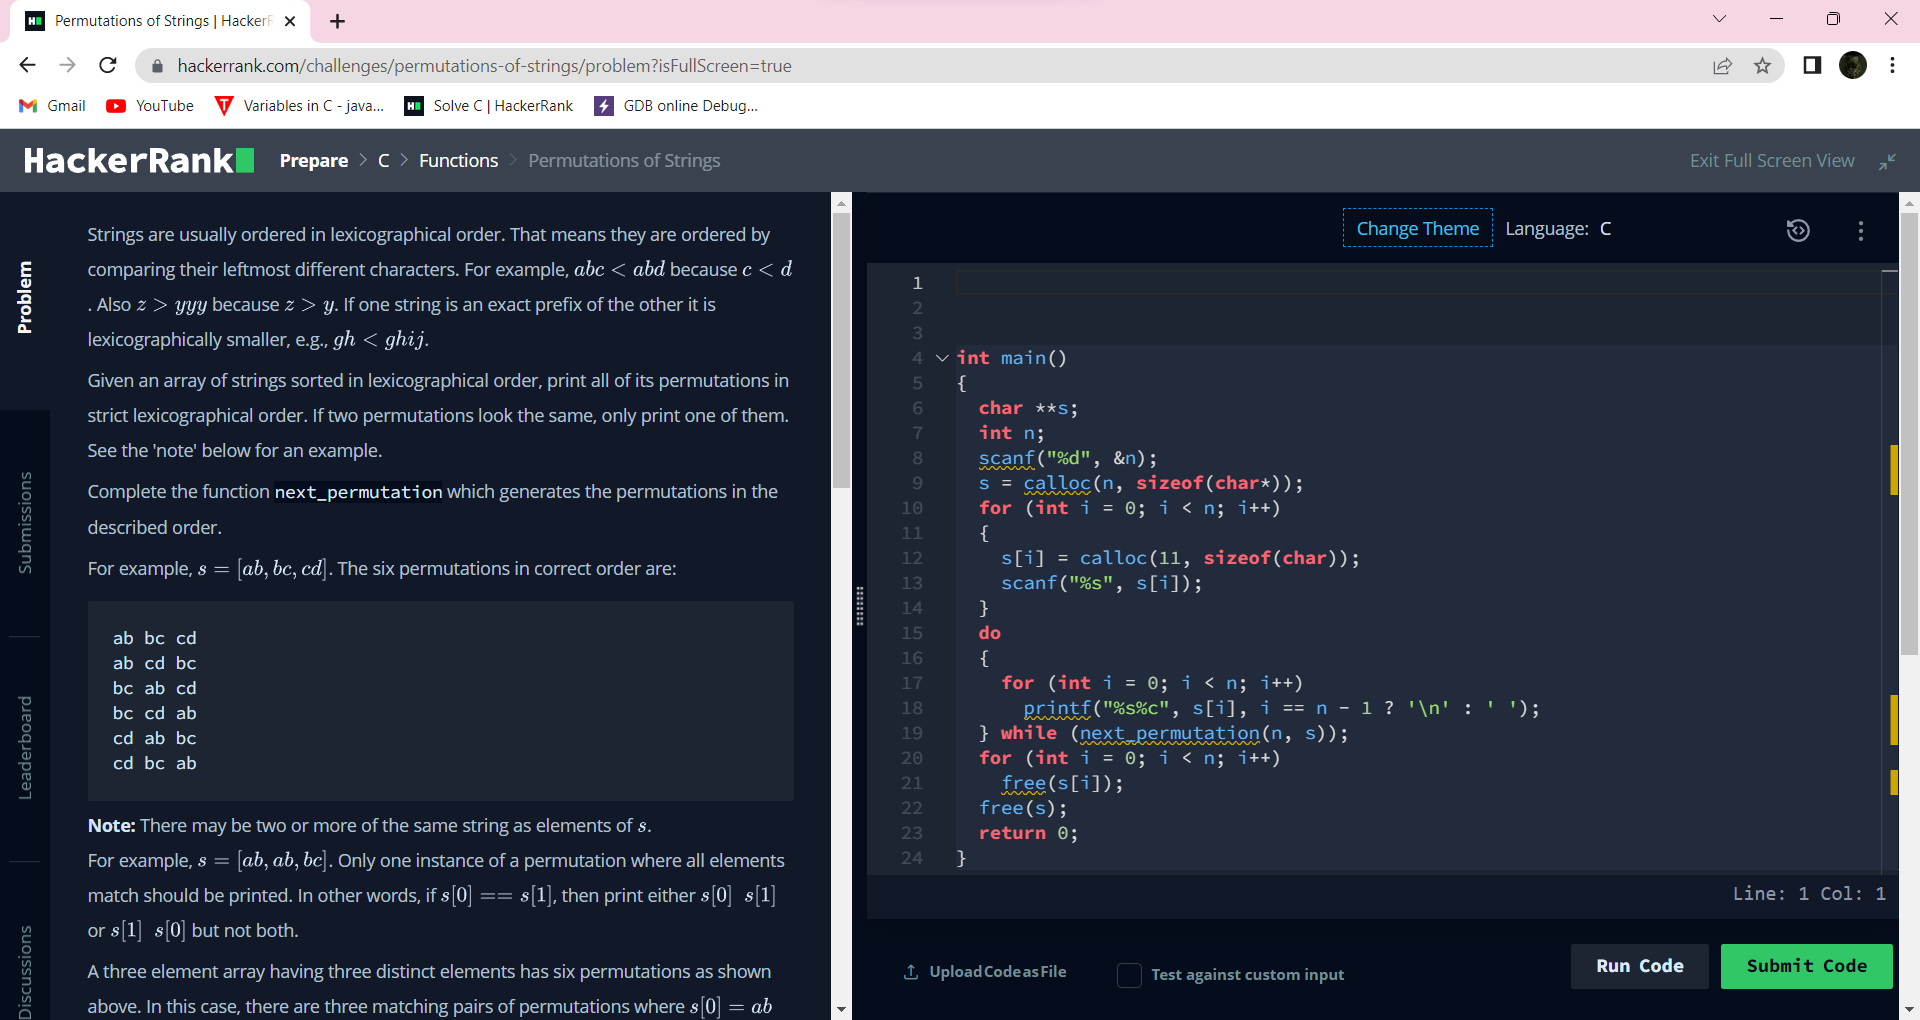 Permutations of Strings | HackerR
hackerrank.com/challenges/permutations-of-strings/problem?isFullScreen=true
Gmail YouTube Variables in C - java... Solve C | HackerRank GDB online Debug...
HackerRank Prepare > C > Functions > Permutations of Strings Exit Full Screen View
Problem
Submissions
Leaderboard
Discussions
Strings are usually ordered in lexicographical order. That means they are ordered by
comparing their leftmost different characters. For example, abc < abd because c < d
. Also z > yyy because z > y. If one string is an exact prefix of the other it is
lexicographically smaller, e.g., gh < ghij.
Given an array of strings sorted in lexicographical order, print all of its permutations in
strict lexicographical order. If two permutations look the same, only print one of them.
See the 'note' below for an example.
Complete the function next_permutation which generates the permutations in the
described order.
For example, s = [ab, bc, cd]. The six permutations in correct order are:
ab bc cd
ab cd bc
bc ab cd
bc cd ab
cd ab bc
cd bc ab
Note: There may be two or more of the same string as elements of s.
For example, s = [ab, ab, bc]. Only one instance of a permutation where all elements
match should be printed. In other words, if s[0] == s[1], then print either s[0] s[1]
or s[1] s[0] but not both.
A three element array having three distinct elements has six permutations as shown
above. In this case, there are three matching pairs of permutations where s[0] = ab
Change Theme Language: C
1
2
3
4 int main()
5 {
6 char **s;
7 int n;
8 scanf("%d", &n);
9 s = calloc(n, sizeof(char*));
10 for (int i = 0; i < n; i++)
11 {
12 s[i] = calloc(11, sizeof(char));
13 scanf("%s", s[i]);
14 }
15 do
16 {
17 for (int i = 0; i < n; i++)
18 printf("%s%c", s[i], i == n - 1 ? '\n' : ' ');
19 } while (next_permutation(n, s));
20 for (int i = 0; i < n; i++)
21 free(s[i]);
22 free(s);
23 return 0;
24 }
Line: 1 Col: 1
Upload Code as File Test against custom input Run Code Submit Code